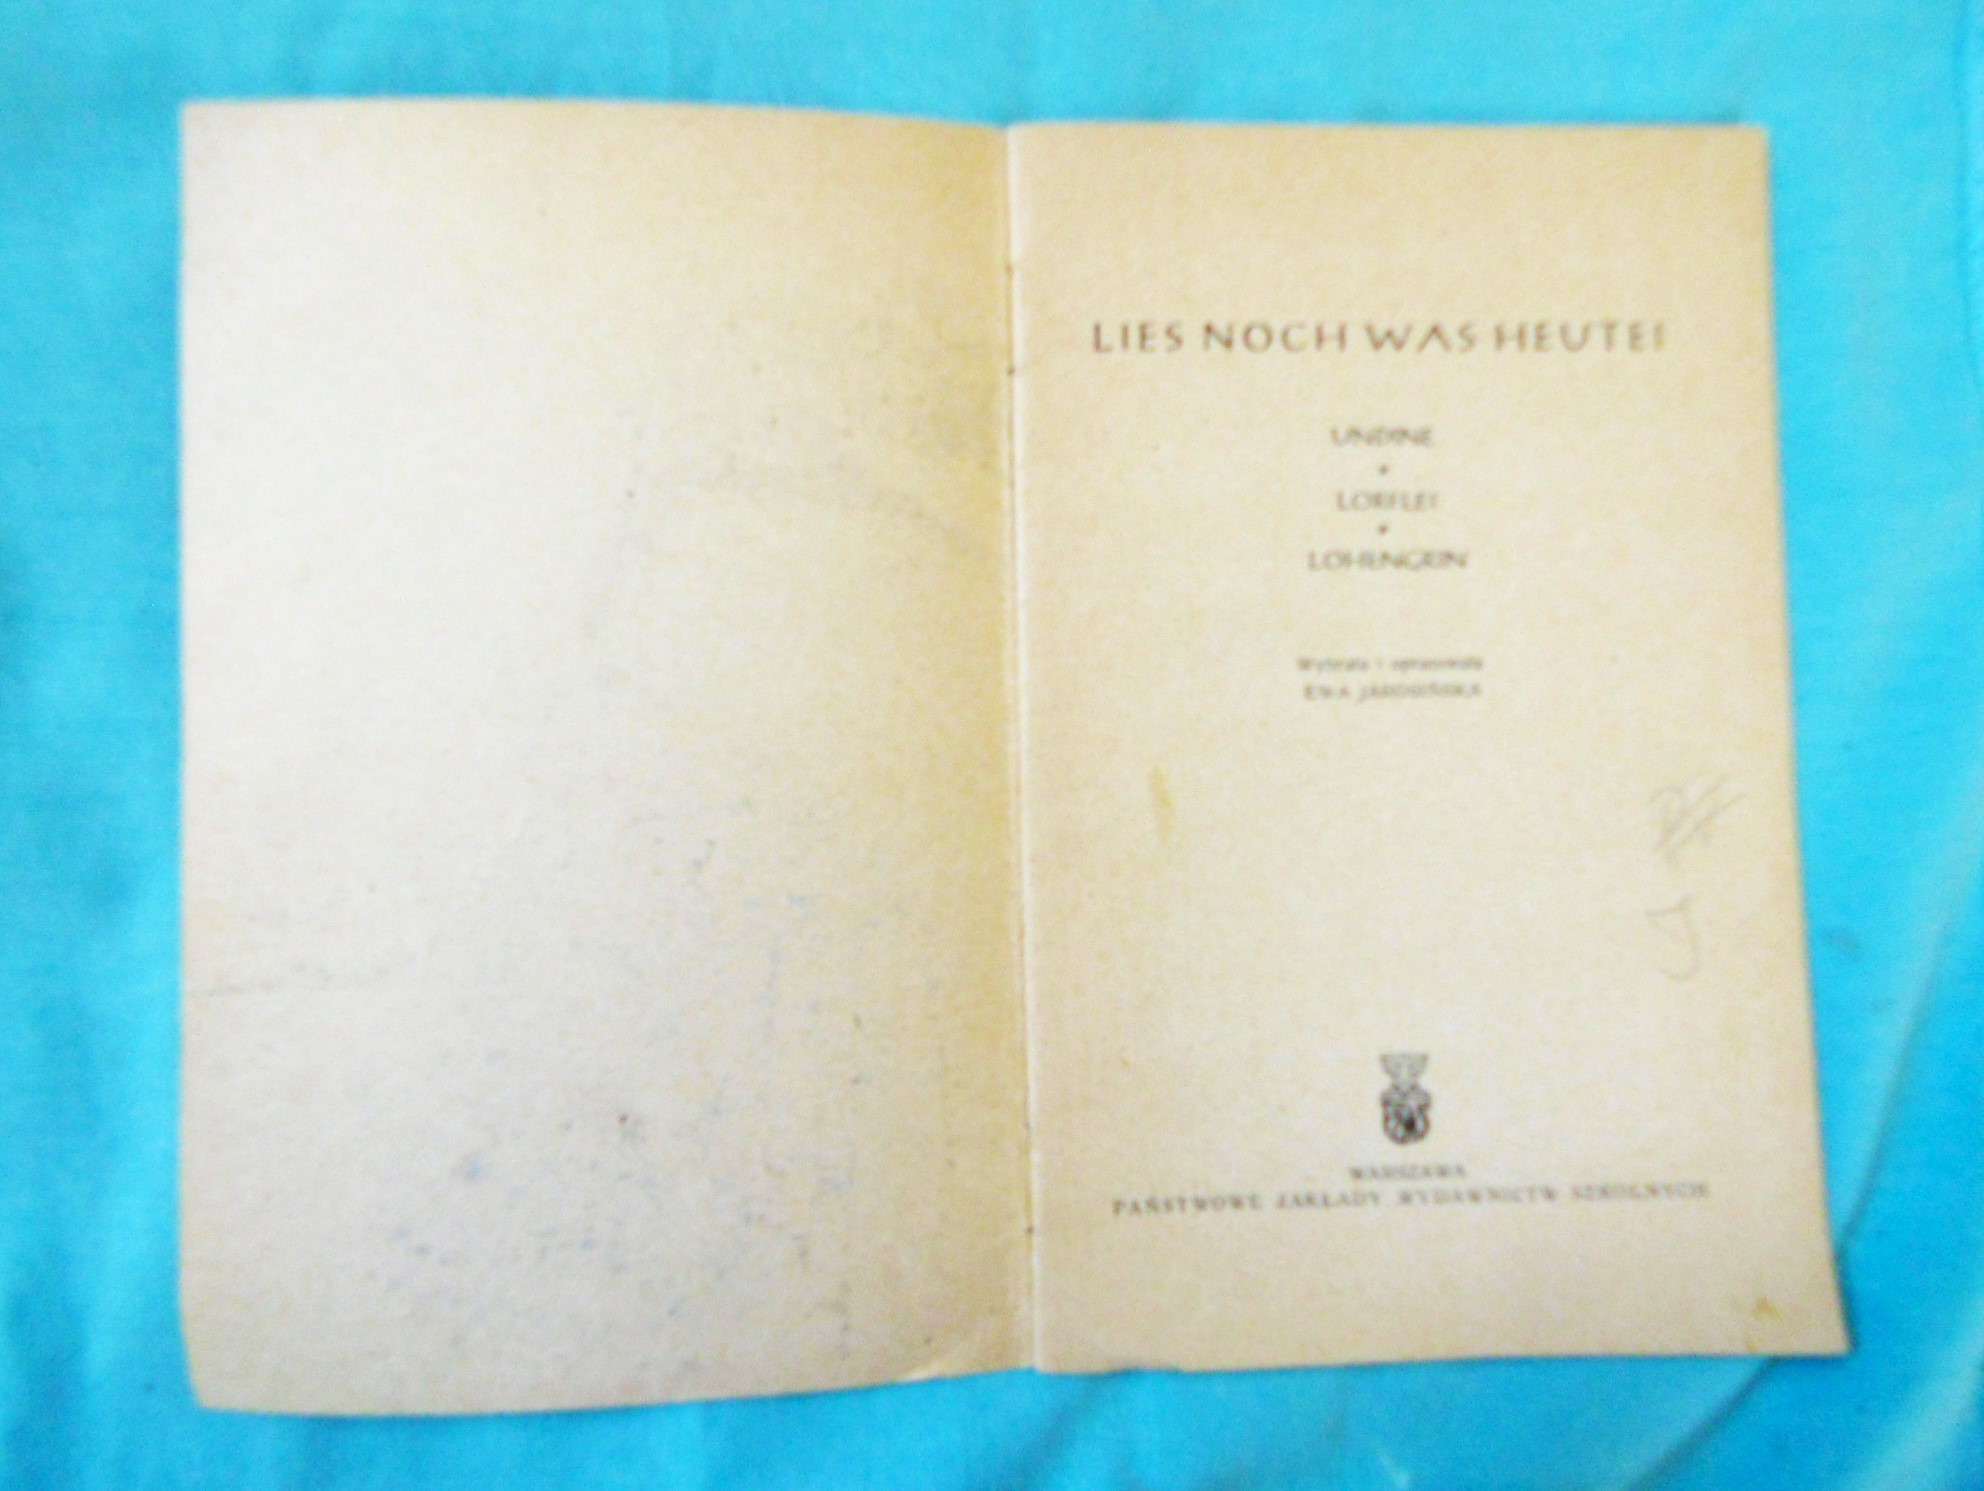 LIES NOCH WAS HEUTE!
UNDINE
•
LORELEI
•
LOHENGRIN
Wybrała i opracowała
EWA JAROSIŃSKA
WARSZAWA
PAŃSTWOWE ZAKŁADY WYDAWNICTW SZKOLNYCH